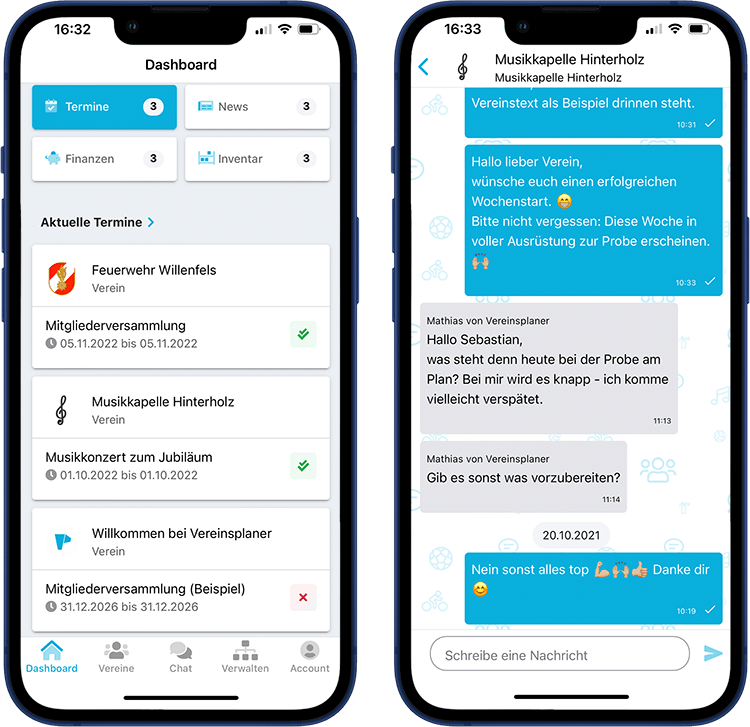 16:32
Dashboard
Termine 3
News 3
Finanzen 3
Inventar 3
Aktuelle Termine
Feuerwehr Willenfels
Verein
Mitgliederversammlung
05.11.2022 bis 05.11.2022
Musikkapelle Hinterholz
Verein
Musikkonzert zum Jubiläum
01.10.2022 bis 01.10.2022
Willkommen bei Vereinsplaner
Verein
Mitgliederversammlung (Beispiel)
31.12.2026 bis 31.12.2026
Dashboard Vereine Chat Verwalten Account
16:33
Musikkapelle Hinterholz
Musikkapelle Hinterholz
Vereinstext als Beispiel drinnen steht.
10:31
Hallo lieber Verein,
wünsche euch einen erfolgreichen
Wochenstart. 😁
Bitte nicht vergessen: Diese Woche in
voller Ausrüstung zur Probe erscheinen.
🙌🏼
10:33
Mathias von Vereinsplaner
Hallo Sebastian,
was steht denn heute bei der Probe am
Plan? Bei mir wird es knapp - ich komme
vielleicht verspätet.
11:13
Mathias von Vereinsplaner
Gib es sonst was vorzubereiten?
11:14
20.10.2021
Nein sonst alles top 💪🏼🙌🏼👍🏼 Danke dir
😊
10:19
Schreibe eine Nachricht